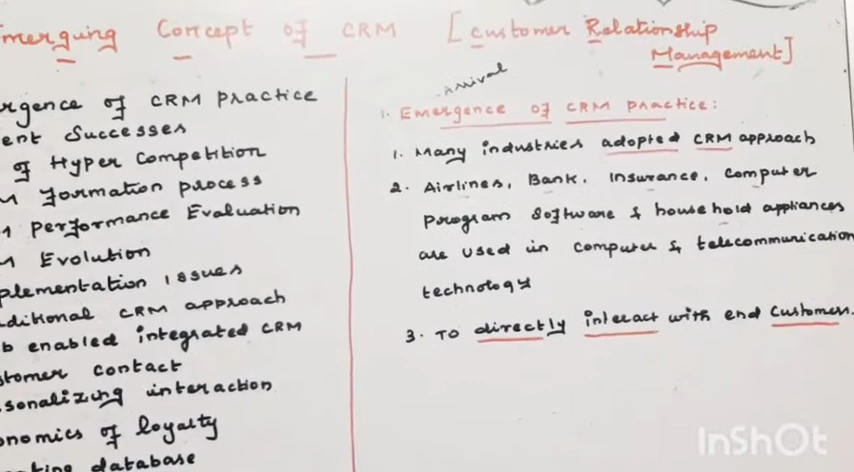 merging Concept of CRM [Customer Relationship
Management]
rgence of CRM Practice
ent Successes
of Hyper Competition
M formation process
M Performance Evaluation
M Evolution
plementation issues
ditional CRM approach
b enabled integrated CRM
stomer contact
sonalizing interaction
onomics of loyalty
database
arrival
1. Emergence of CRM practice:
1. Many industries adopted CRM approach
2. Airlines, Bank, Insurance, Computer
Program Software & household appliances
are used in computer & telecommunication
technology
3. To directly interact with end Customers.
InShOt